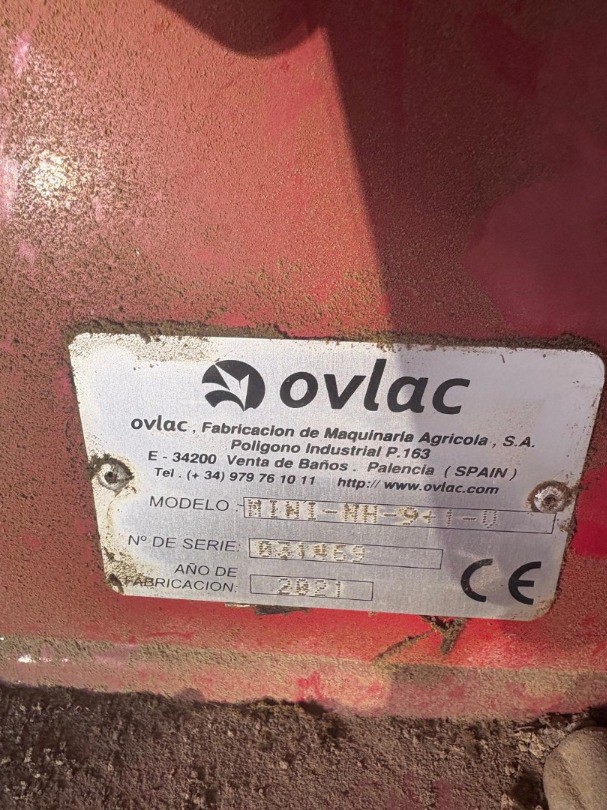 ovlac
ovlac , Fabricacion de Maquinaria Agricola , S.A.
Poligono Industrial P.163
E - 34200 Venta de Baños . Palencia ( SPAIN )
Tel . (+ 34) 979 76 10 11 http:// www.ovlac.com
MODELO : MINI-NH-9+1-V
Nº DE SERIE: 031469
AÑO DE
FABRICACION: 2021
CE